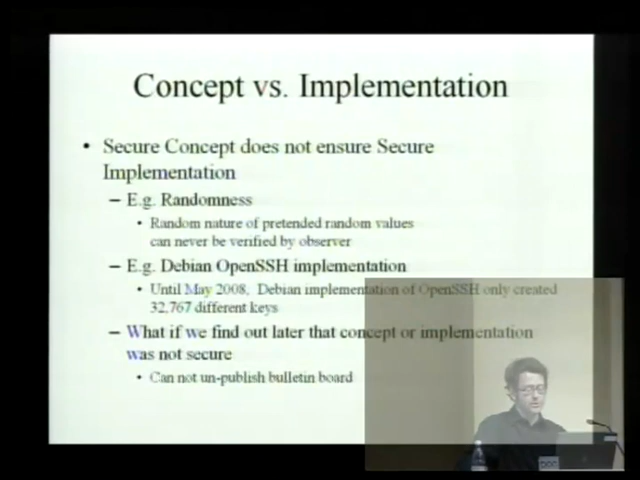 Concept vs. Implementation
• Secure Concept does not ensure Secure
Implementation
– E.g. Randomness
• Random nature of pretended random values
can never be verified by observer
– E.g. Debian OpenSSH implementation
• Until May 2008, Debian implementation of OpenSSH only created
32,767 different keys
– What if we find out later that concept or implementation
was not secure
• Can not un-publish bulletin board